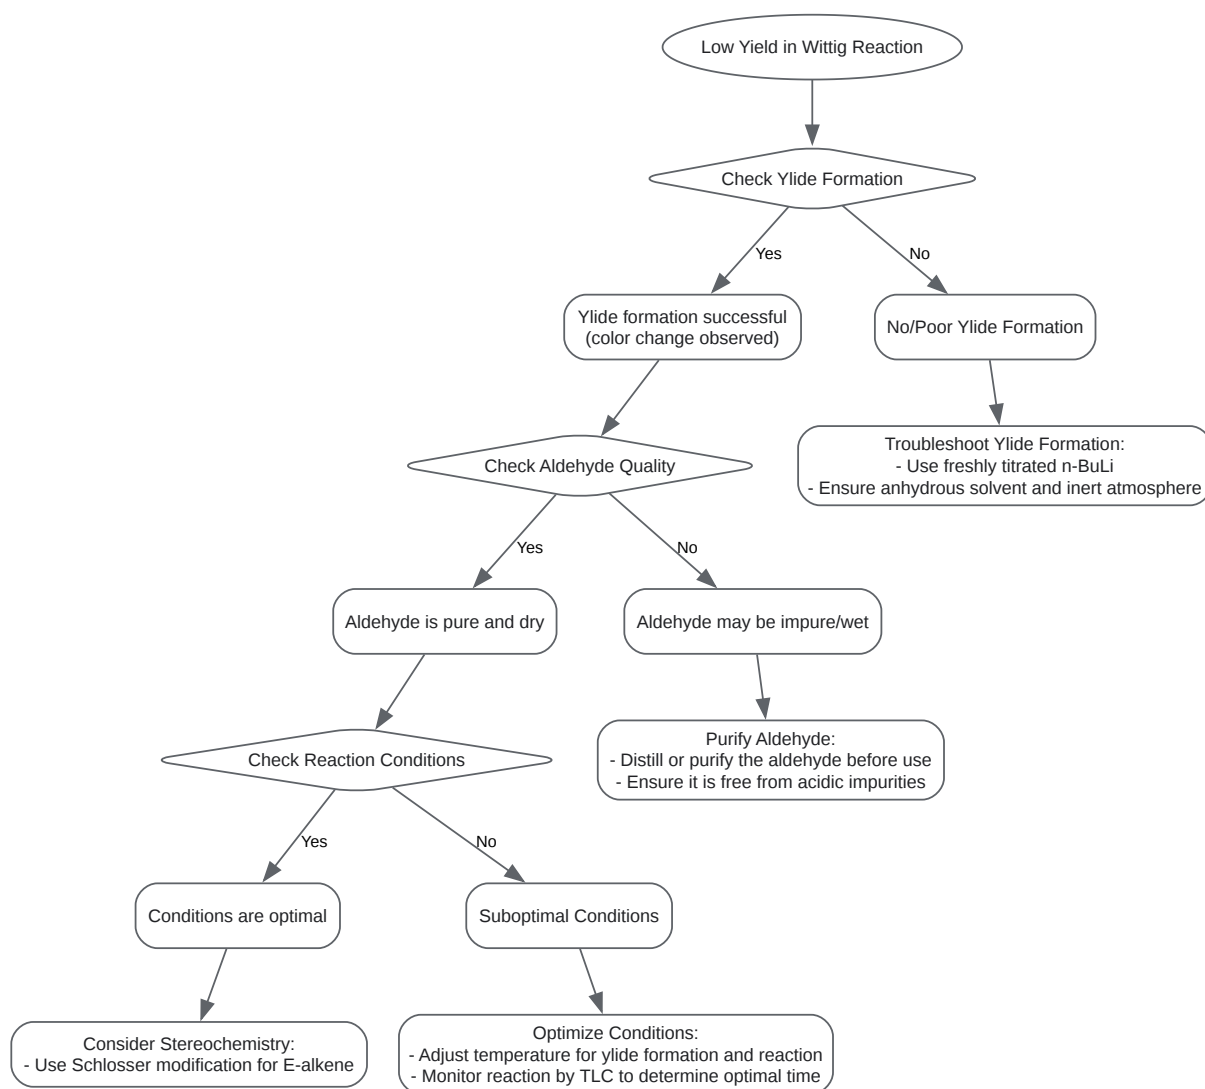 Low Yield in Wittig Reaction
Check Ylide Formation
Yes
No
Ylide formation successful
(color change observed)
No/Poor Ylide Formation
Troubleshoot Ylide Formation:
- Use freshly titrated n-BuLi
- Ensure anhydrous solvent and inert atmosphere
Check Aldehyde Quality
Yes
No
Aldehyde is pure and dry
Aldehyde may be impure/wet
Purify Aldehyde:
- Distill or purify the aldehyde before use
- Ensure it is free from acidic impurities
Check Reaction Conditions
Yes
No
Conditions are optimal
Suboptimal Conditions
Consider Stereochemistry:
- Use Schlosser modification for E-alkene
Optimize Conditions:
- Adjust temperature for ylide formation and reaction
- Monitor reaction by TLC to determine optimal time